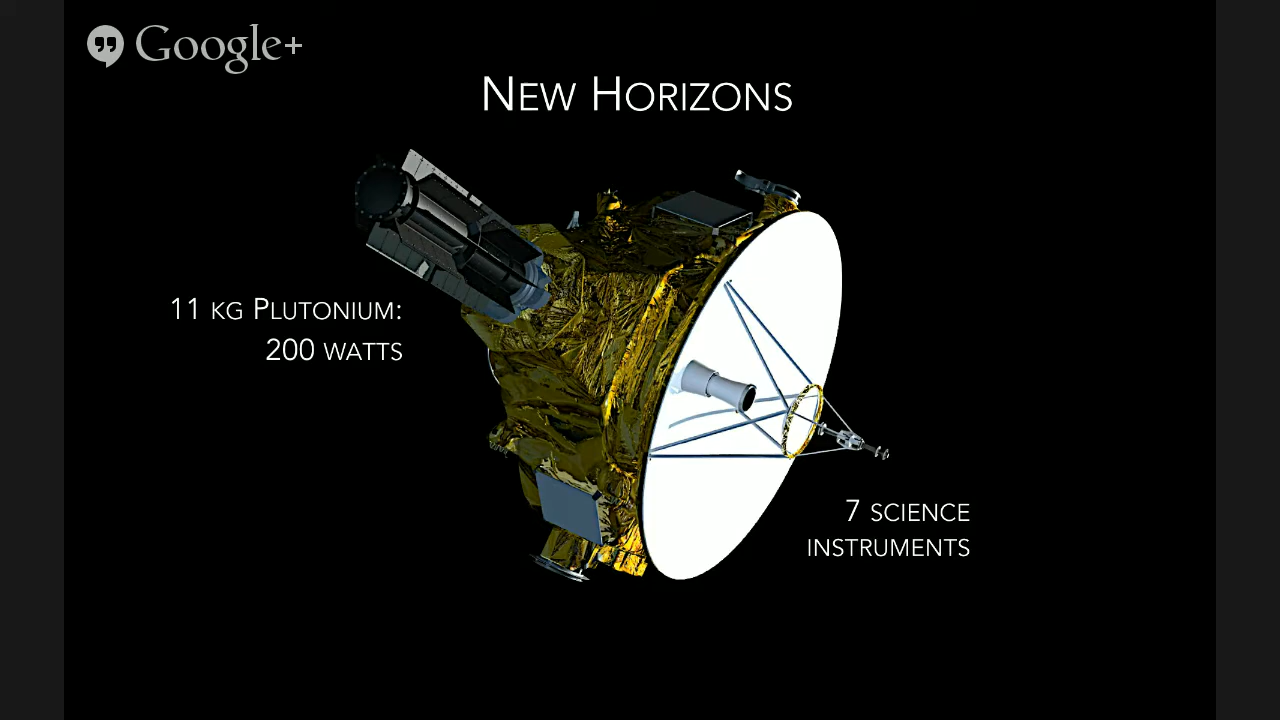 Google+
New Horizons
11 kg Plutonium:
200 watts
7 science
instruments